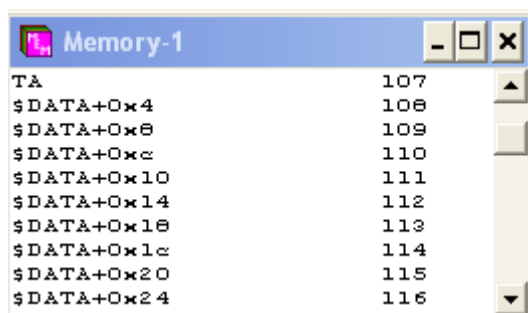 Memory-1
TA 107
$DATA+0x4 108
$DATA+0x8 109
$DATA+0xc 110
$DATA+0x10 111
$DATA+0x14 112
$DATA+0x18 113
$DATA+0x1c 114
$DATA+0x20 115
$DATA+0x24 116